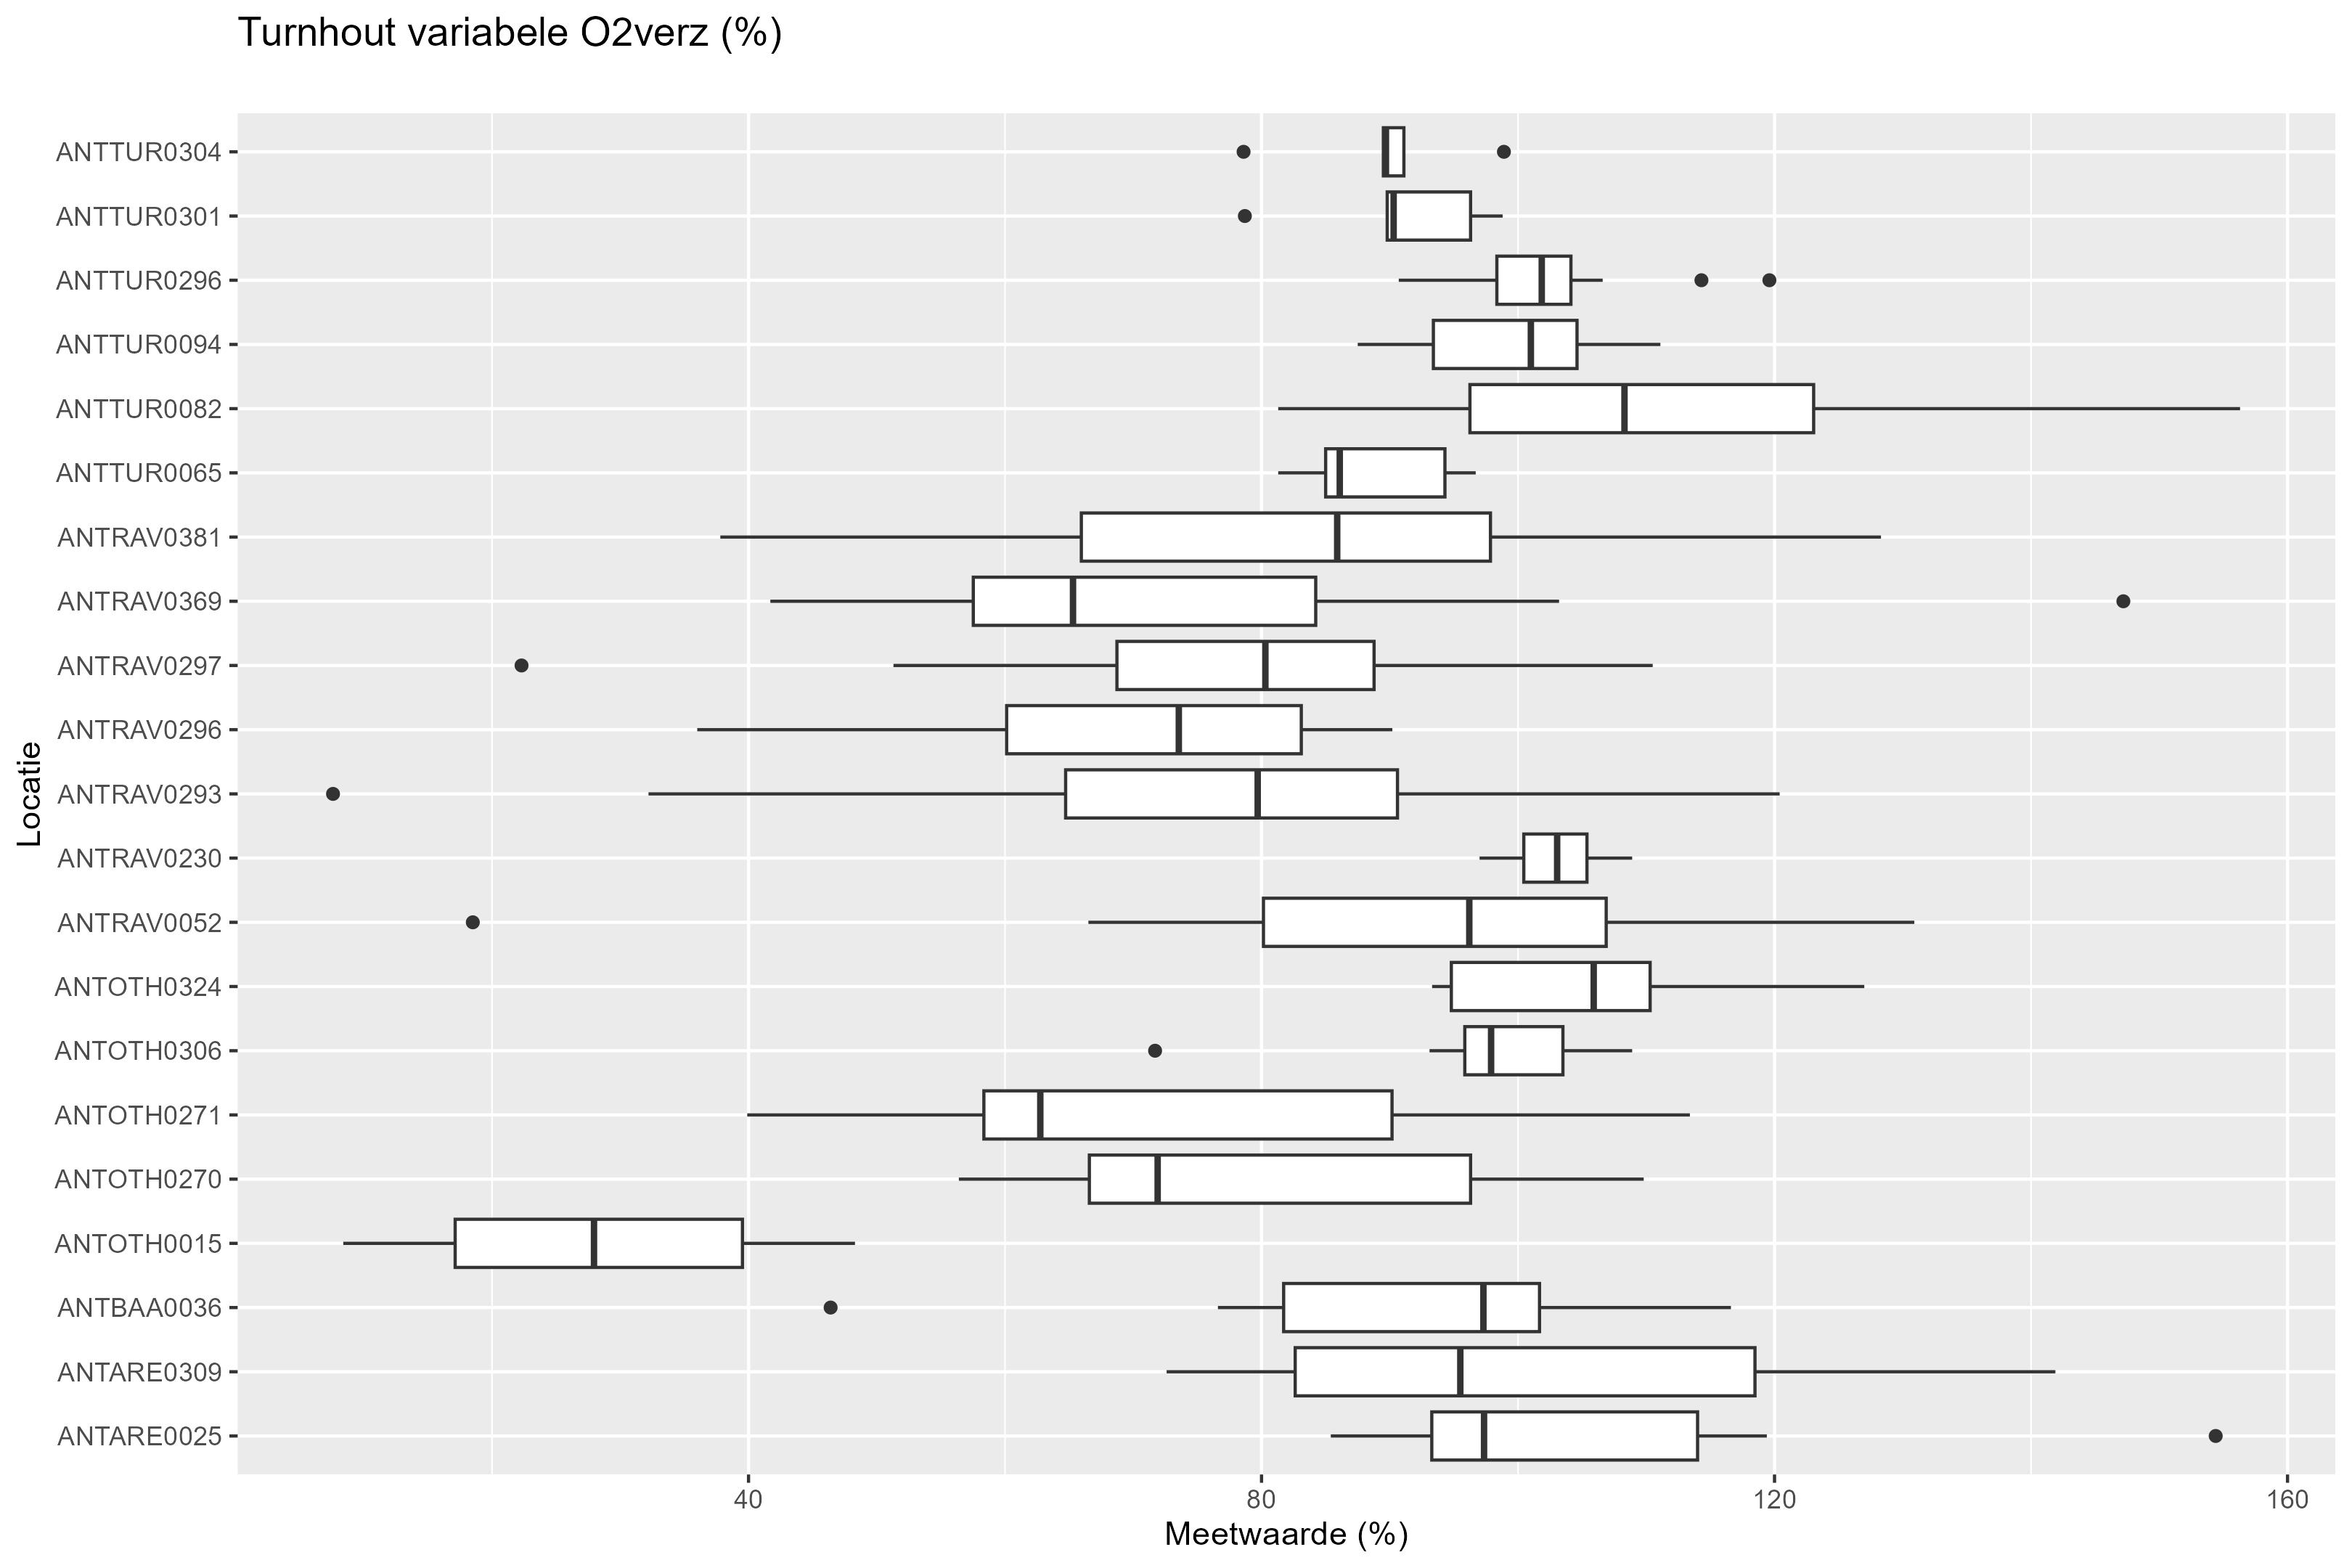 Turnhout variabele O2verz (%)
ANTTUR0304
ANTTUR0301
ANTTUR0296
ANTTUR0094
ANTTUR0082
ANTTUR0065
ANTRAV0381
ANTRAV0369
ANTRAV0297
ANTRAV0296
ANTRAV0293
ANTRAV0230
ANTRAV0052
ANTOTH0324
ANTOTH0306
ANTOTH0271
ANTOTH0270
ANTOTH0015
ANTBAA0036
ANTARE0309
ANTARE0025
Locatie
40 80 120 160
Meetwaarde (%)